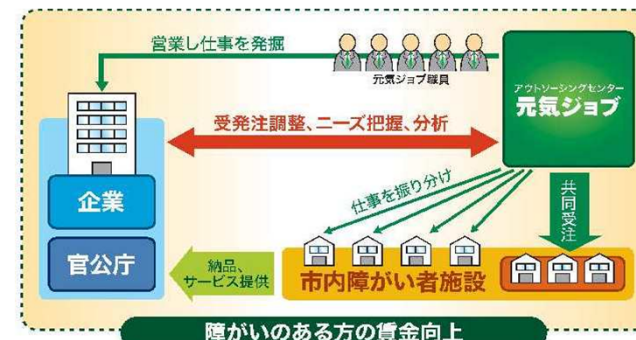 営業し仕事を発掘
元気ジョブ職員
アウトソーシングセンター
元気ジョブ
受発注調整、ニーズ把握、分析
企業
官公庁
仕事を振り分け
共同受注
納品、
サービス提供
市内障がい者施設
障がいのある方の賃金向上